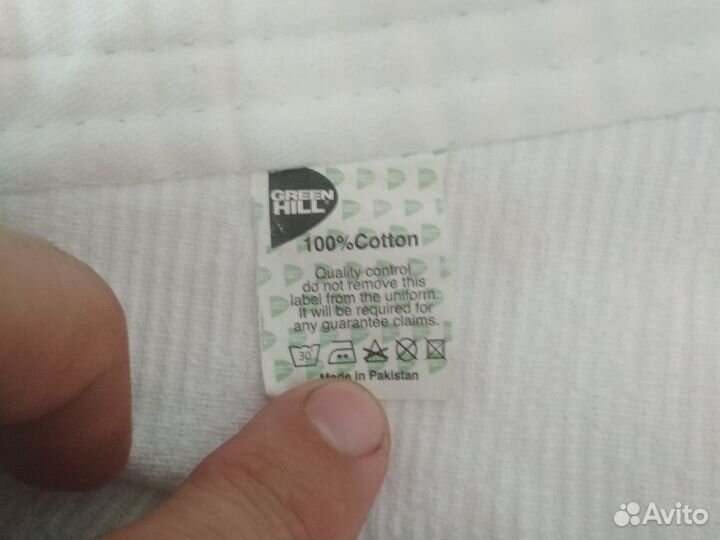 GREEN
HILL
100%Cotton
Quality control
do not remove this
label from the uniform.
It will be required for
any guarantee claims.
30°
Made in Pakistan
Avito